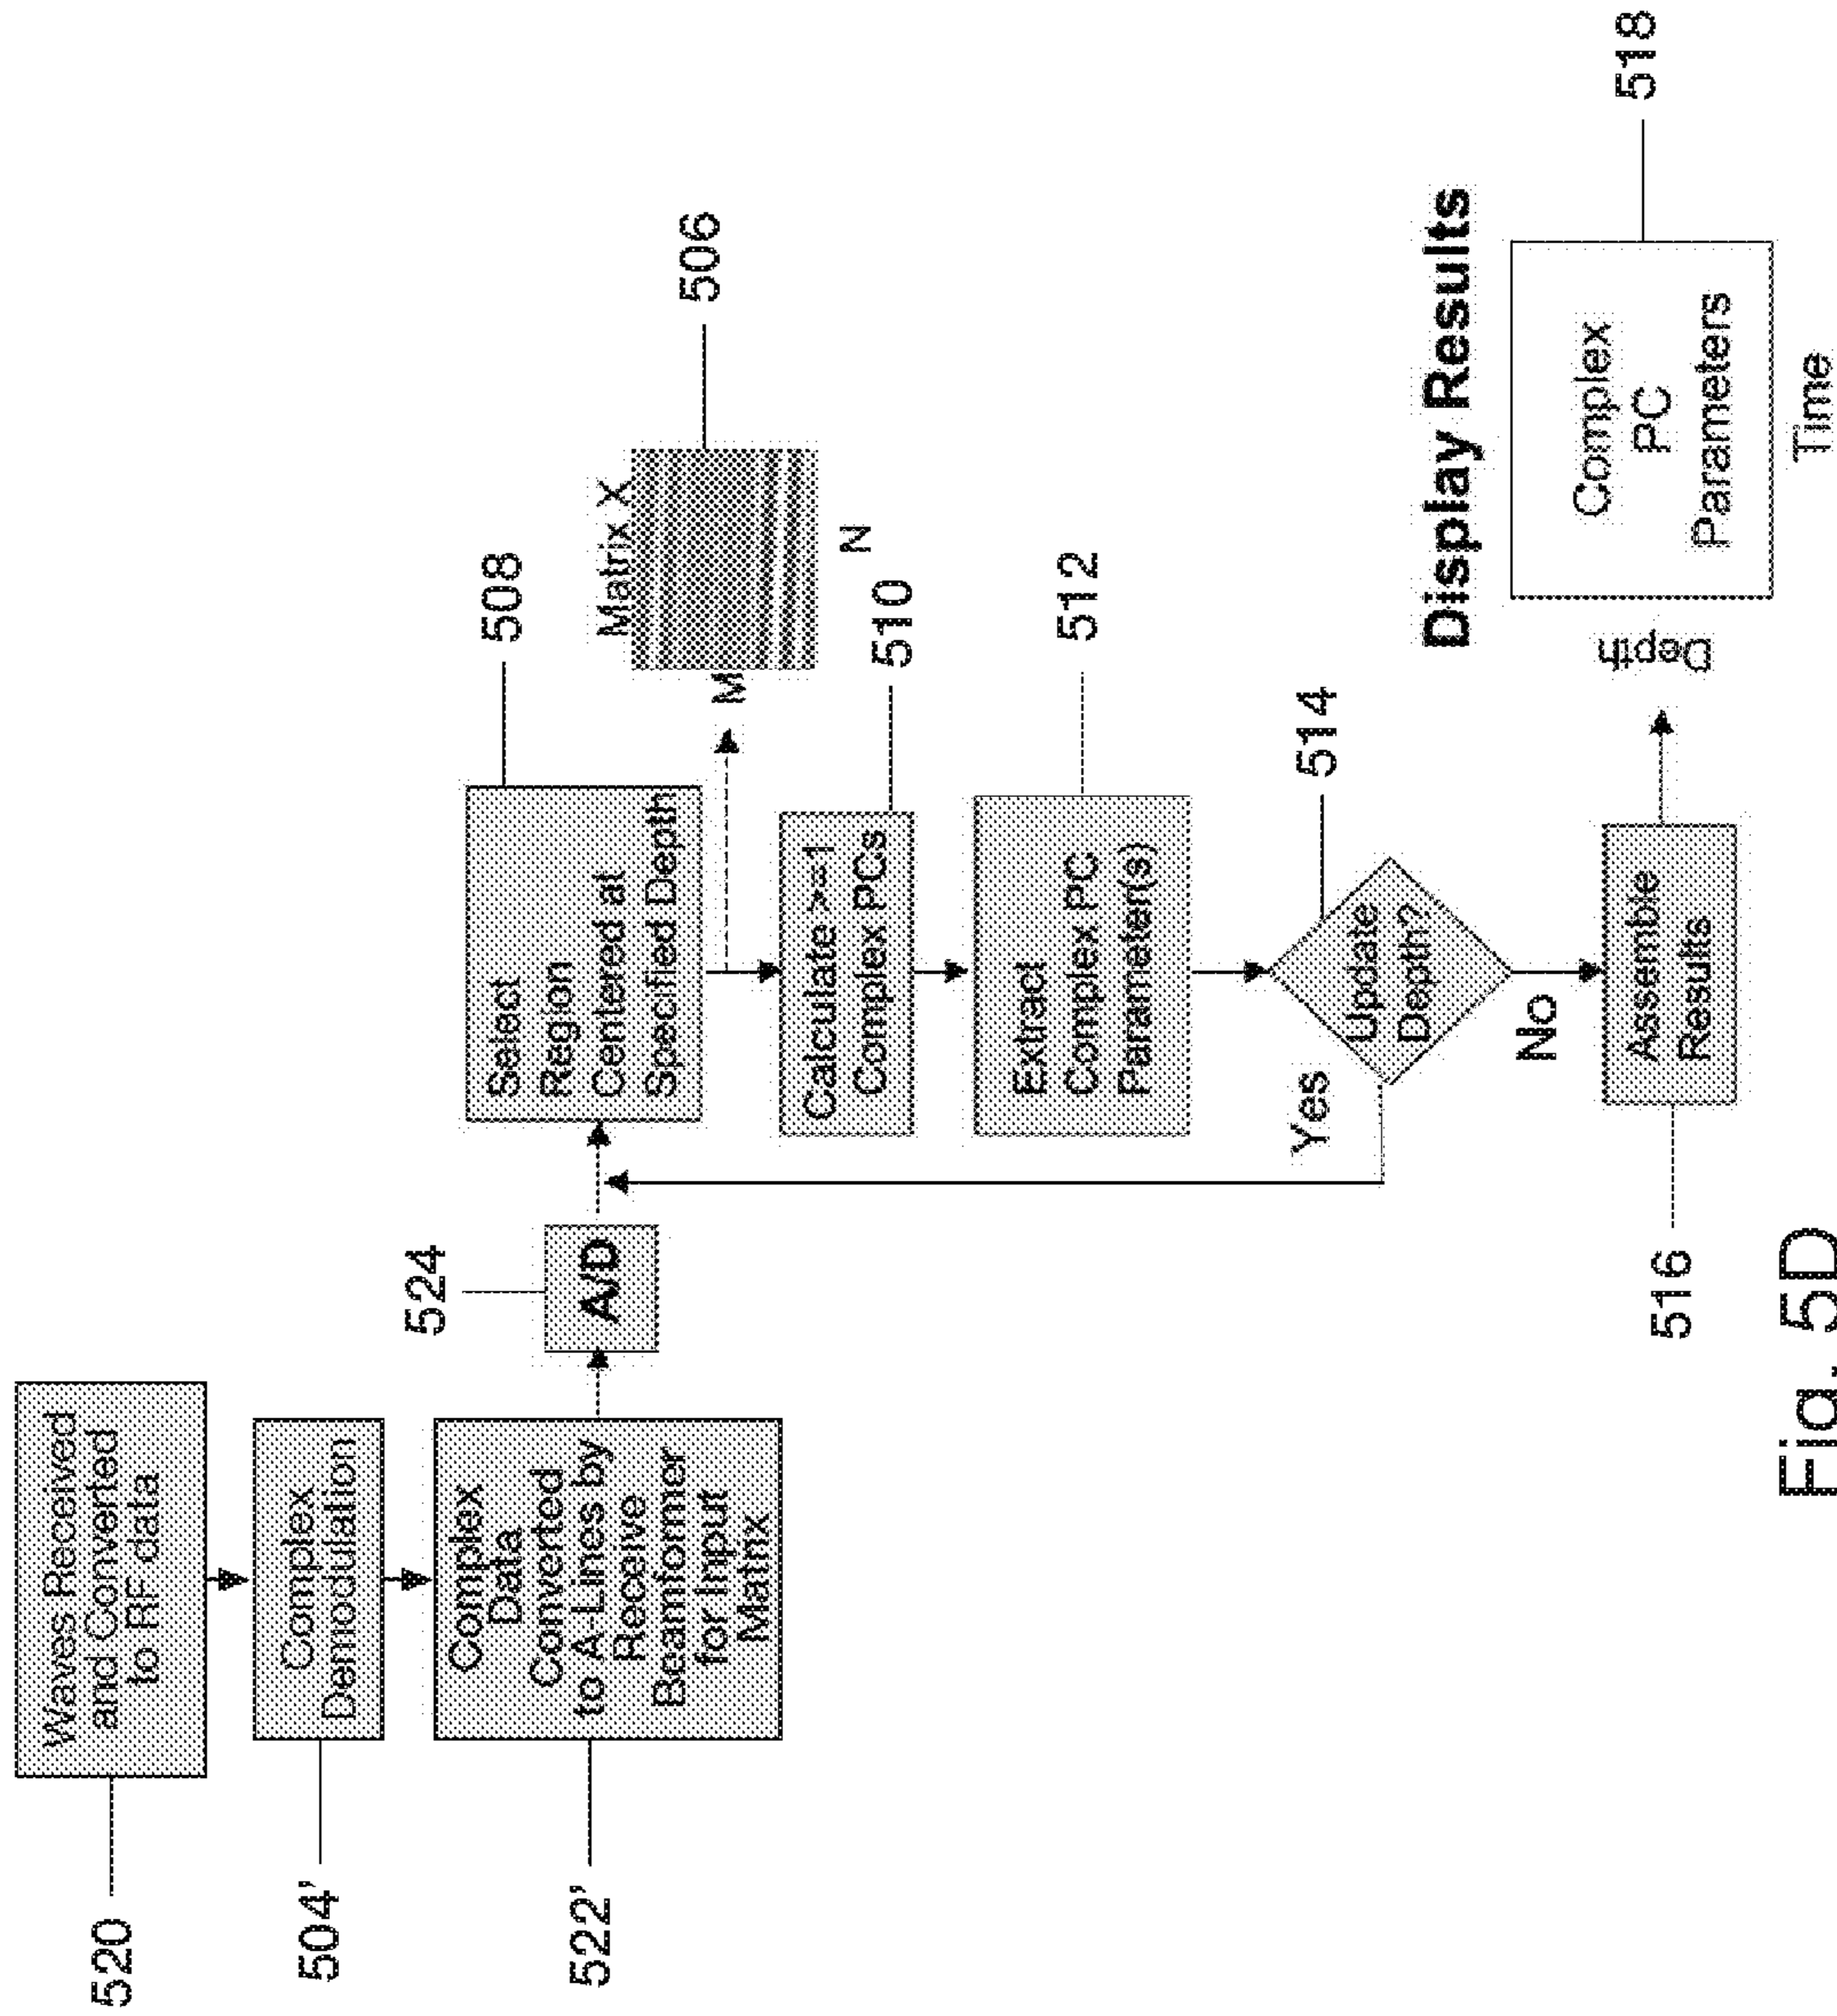 520
Waves Received
and Converted
to RF data
504'
Complex
Demodulation
522'
Complex
Data
Converted
to A-Lines by
Receive
Beamformer
for Input
Matrix
524
A/D
508
Select
Region
Centered at
Specified Depth
Matrix X
506
M
N
510
Calculate >=1
Complex PCs
512
Extract
Complex PC
Parameter(s)
514
Update
Depth?
Yes
No
516
Assemble
Results
Display Results
Depth
Complex
PC
Parameters
518
Time
Fig. 5D